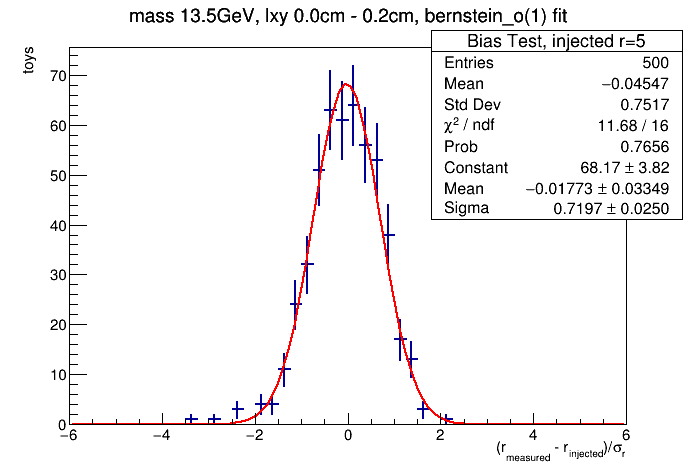 mass 13.5GeV, lxy 0.0cm - 0.2cm, bernstein_o(1) fit
toys
Bias Test, injected r=5
Entries 500
Mean −0.04547
Std Dev 0.7517
χ² / ndf 11.68 / 16
Prob 0.7656
Constant 68.17 ± 3.82
Mean −0.01773 ± 0.03349
Sigma 0.7197 ± 0.0250
70
60
50
40
30
20
10
0
−6 −4 −2 0 2 4 6
(r_measured - r_injected)/σ_r